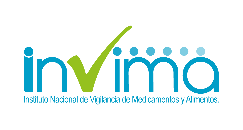 invima
Instituto Nacional de Vigilancia de Medicamentos y Alimentos.